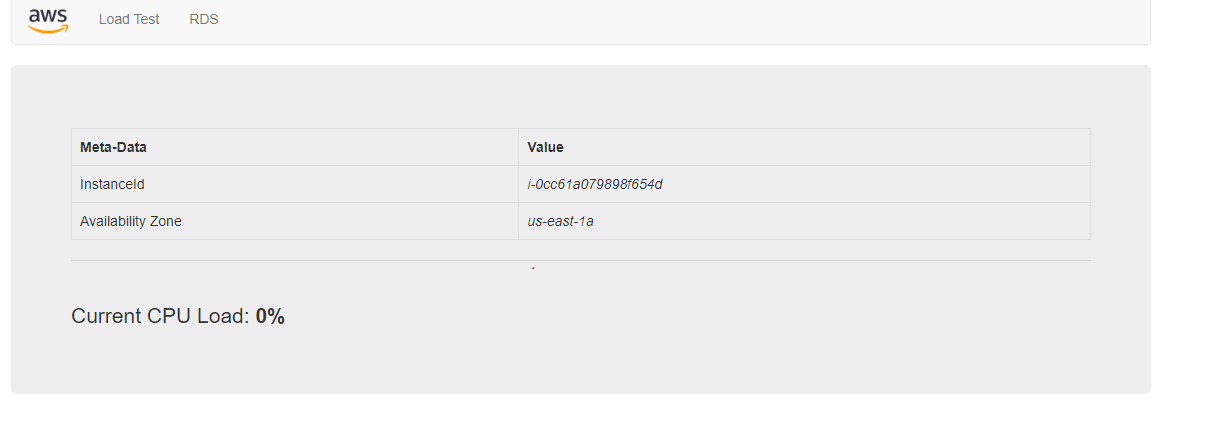 aws Load Test RDS
Meta-Data Value
InstanceId i-0cc61a079898f654d
Availability Zone us-east-1a
Current CPU Load: 0%